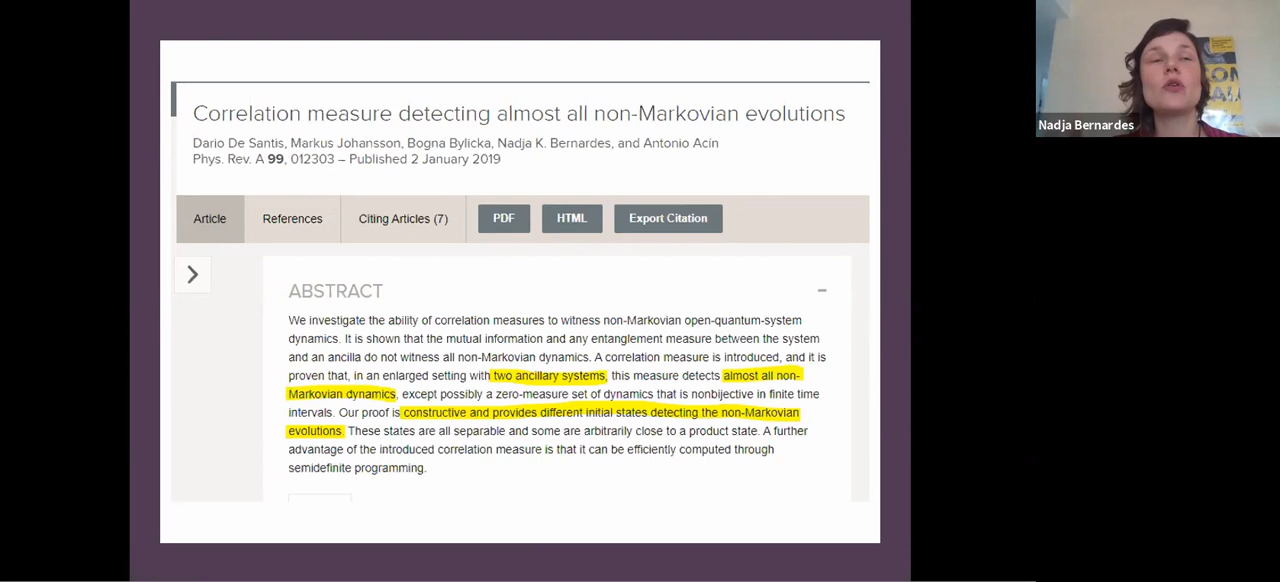 Correlation measure detecting almost all non-Markovian evolutions
Dario De Santis, Markus Johansson, Bogna Bylicka, Nadja K. Bernardes, and Antonio Acín
Phys. Rev. A 99, 012303 – Published 2 January 2019
Article
References
Citing Articles (7)
PDF
HTML
Export Citation
ABSTRACT
We investigate the ability of correlation measures to witness non-Markovian open-quantum-system
dynamics. It is shown that the mutual information and any entanglement measure between the system
and an ancilla do not witness all non-Markovian dynamics. A correlation measure is introduced, and it is
proven that, in an enlarged setting with two ancillary systems, this measure detects almost all non-
Markovian dynamics, except possibly a zero-measure set of dynamics that is nonbijective in finite time
intervals. Our proof is constructive and provides different initial states detecting the non-Markovian
evolutions. These states are all separable and some are arbitrarily close to a product state. A further
advantage of the introduced correlation measure is that it can be efficiently computed through
semidefinite programming.
Nadja Bernardes